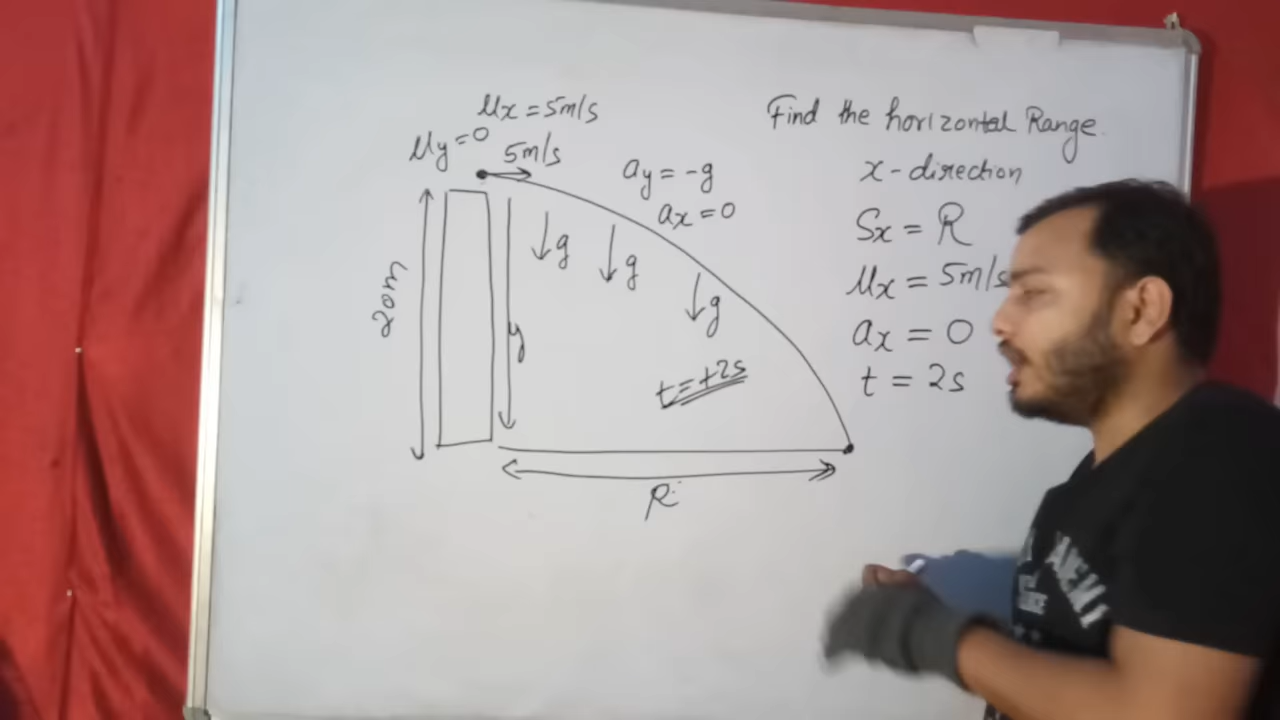 Ux = 5m/s
Uy = 0
5m/s
ay = -g
ax = 0
g
g
g
20m
y
t = +2s
R
Find the horizontal Range.
x - direction
Sx = R
Ux = 5m/s
ax = 0
t = 2s